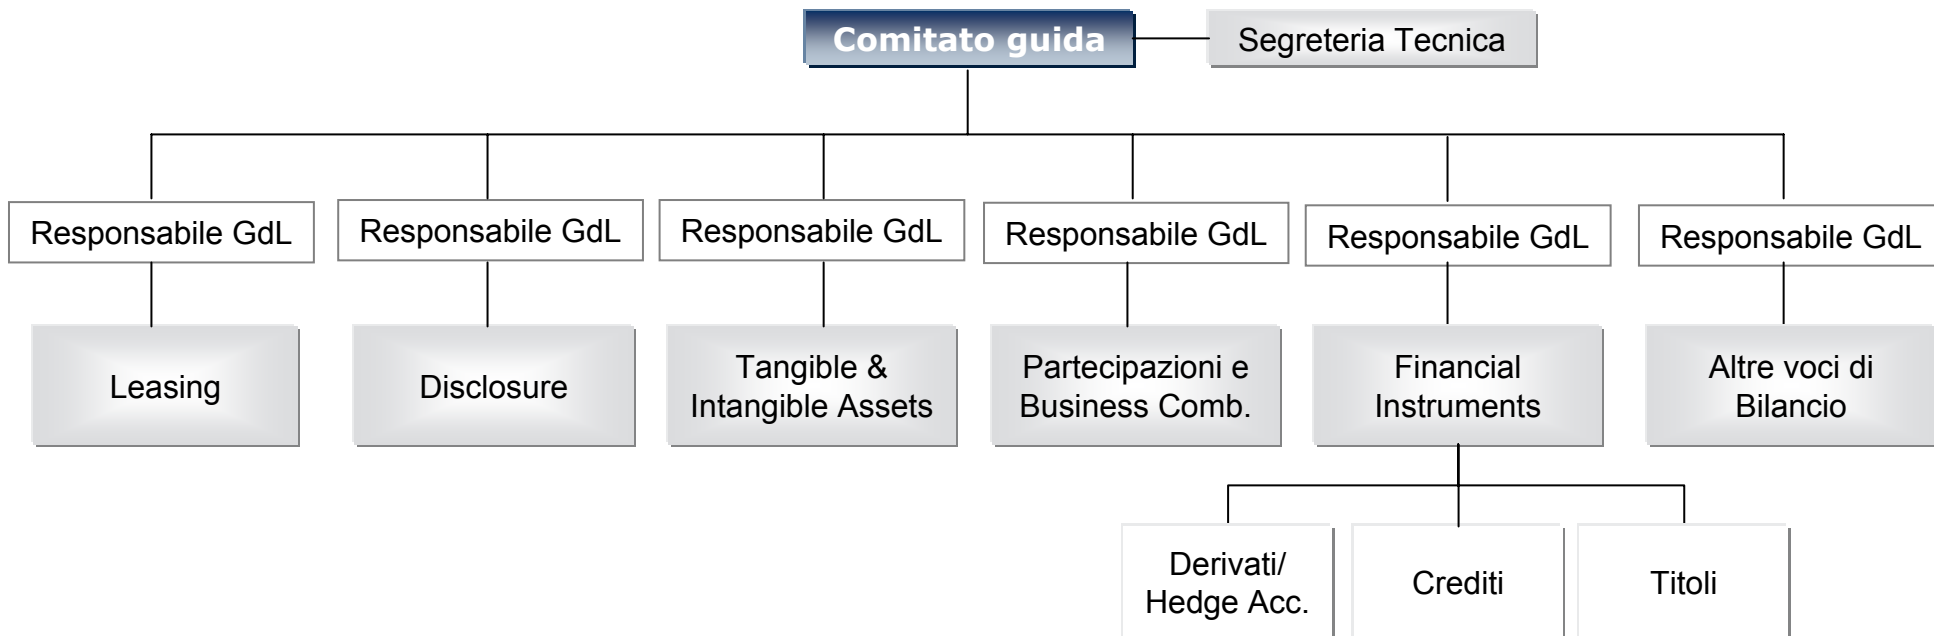 Comitato guida
Segreteria Tecnica
Responsabile GdL
Responsabile GdL
Responsabile GdL
Responsabile GdL
Responsabile GdL
Responsabile GdL
Leasing
Disclosure
Tangible &
Intangible Assets
Partecipazioni e
Business Comb.
Financial
Instruments
Altre voci di
Bilancio
Derivati/
Hedge Acc.
Crediti
Titoli